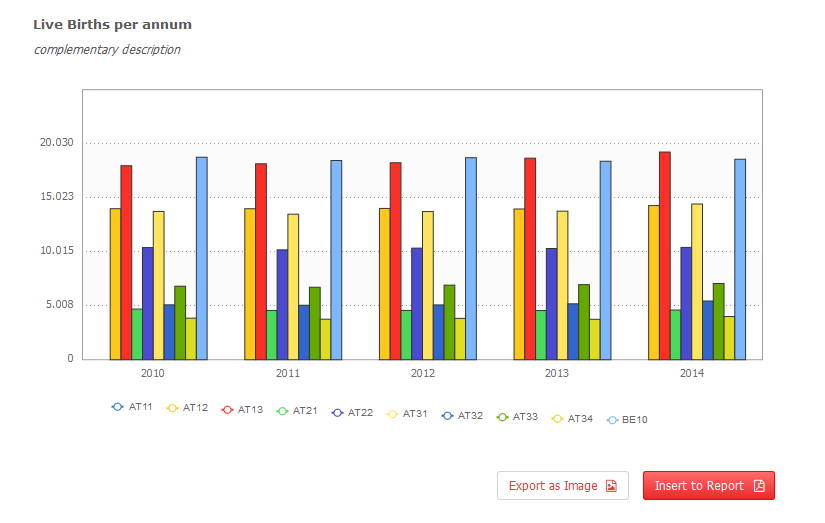 Live Births per annum
complementary description
20.030
15.023
10.015
5.008
0
2010 2011 2012 2013 2014
AT11 AT12 AT13 AT21 AT22 AT31 AT32 AT33 AT34 BE10
Export as Image Insert to Report